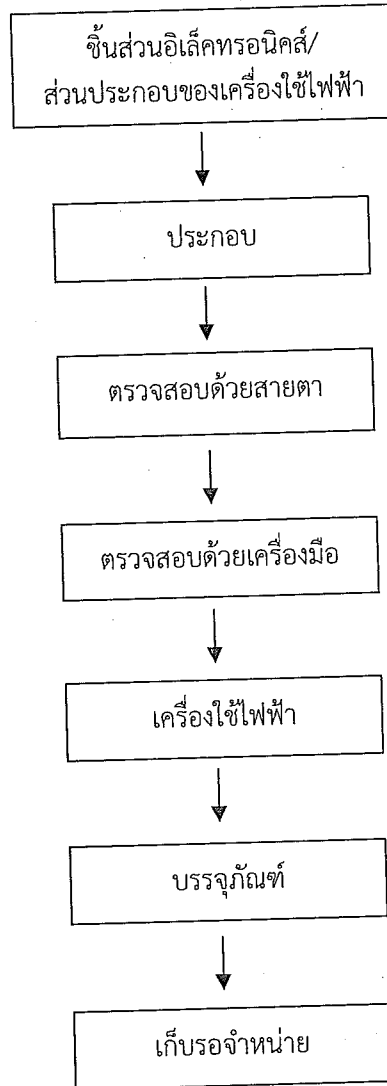 ชิ้นส่วนอิเล็คทรอนิคส์/
ส่วนประกอบของเครื่องใช้ไฟฟ้า
ประกอบ
ตรวจสอบด้วยสายตา
ตรวจสอบด้วยเครื่องมือ
เครื่องใช้ไฟฟ้า
บรรจุภัณฑ์
เก็บรอจำหน่าย